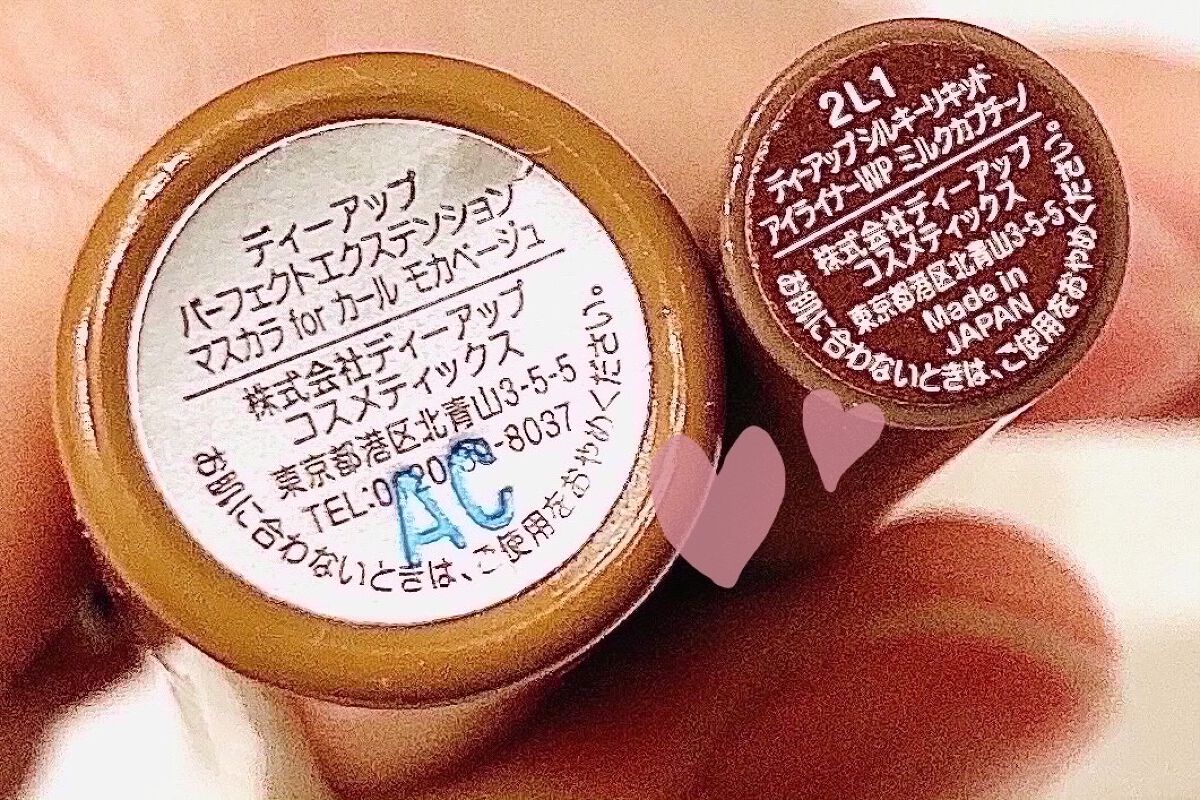 ディーアップ
パーフェクトエクステンション
マスカラ for カール モカベージュ
株式会社ディーアップ
コスメティックス
東京都港区北青山3-5-5
TEL:0 20- -8037
お肌に合わないときは、ご使用をおやめください。
AC
2L1
ディーアップシルキーリキッド
アイライナーWP ミルクカプチーノ
株式会社ディーアップ
コスメティックス
東京都港区北青山3-5-5
Made in
JAPAN
お肌に合わないときは、ご使用をおやめください。